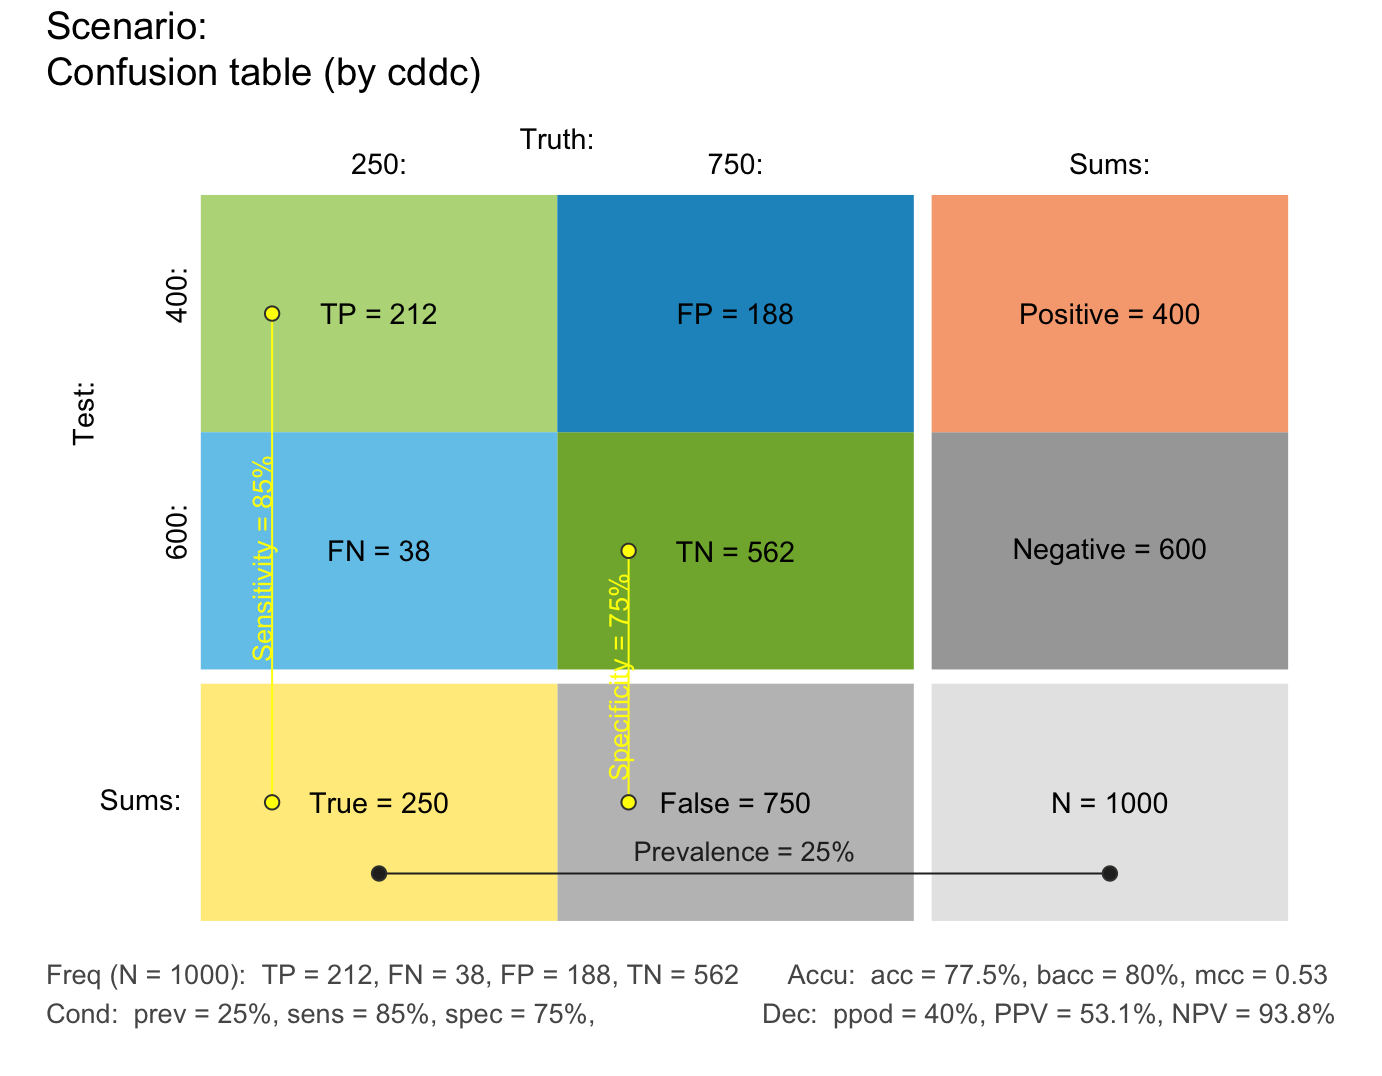 Scenario:
Confusion table (by cddc)
Truth:
250:
750:
Sums:
Test:
400:
TP = 212
FP = 188
Positive = 400
600:
Sensitivity = 85%
FN = 38
TN = 562
Negative = 600
Specificity = 75%
Sums:
True = 250
False = 750
N = 1000
Prevalence = 25%
Freq (N = 1000):  TP = 212, FN = 38, FP = 188, TN = 562
Accu:  acc = 77.5%, bacc = 80%, mcc = 0.53
Cond:  prev = 25%, sens = 85%, spec = 75%,
Dec:  ppod = 40%, PPV = 53.1%, NPV = 93.8%